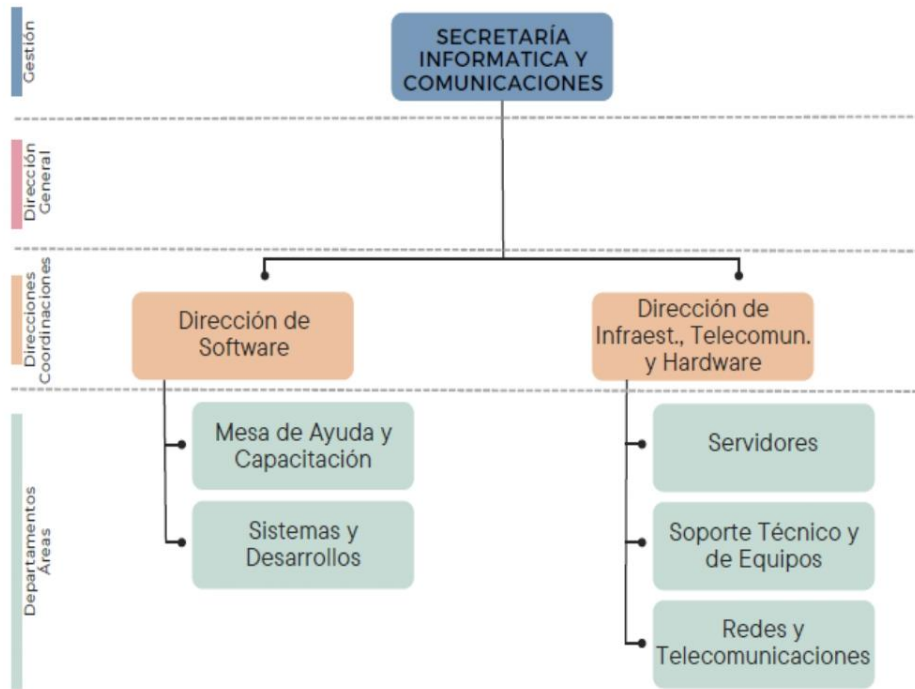 Gestión
SECRETARÍA
INFORMATICA Y
COMUNICACIONES
Dirección
General
Direcciones
Coordinaciones
Dirección de
Software
Dirección de
Infraest., Telecomun.
y Hardware
Departamentos
Áreas
Mesa de Ayuda y
Capacitación
Sistemas y
Desarrollos
Servidores
Soporte Técnico y
de Equipos
Redes y
Telecomunicaciones